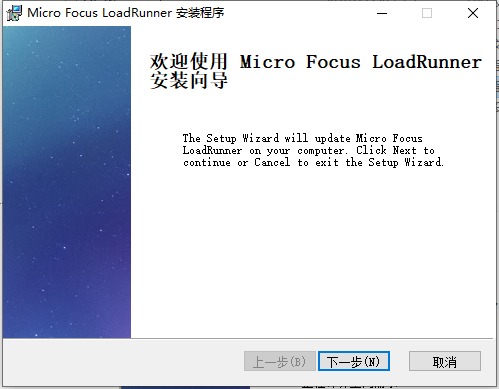 Micro Focus LoadRunner 安装程序
欢迎使用 Micro Focus LoadRunner
安装向导
The Setup Wizard will update Micro Focus
LoadRunner on your computer. Click Next to
continue or Cancel to exit the Setup Wizard.
上一步(B) 下一步(N) 取消